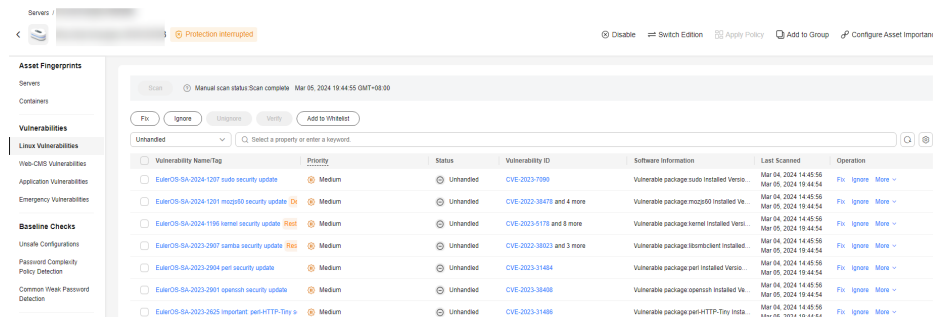 Servers /
Protection interrupted
Disable
Switch Edition
Apply Policy
Add to Group
Configure Asset Importanc
Asset Fingerprints
Servers
Containers
Vulnerabilities
Linux Vulnerabilities
Web-CMS Vulnerabilities
Application Vulnerabilities
Emergency Vulnerabilities
Baseline Checks
Unsafe Configurations
Password Complexity
Policy Detection
Common Weak Password
Detection
Scan
Manual scan status:Scan complete Mar 05, 2024 19:44:55 GMT+08:00
Fix Ignore Unignore Verify Add to Whitelist
Unhandled
Select a property or enter a keyword.
Vulnerability Name/Tag Priority Status Vulnerability ID Software Information Last Scanned Operation
EulerOS-SA-2024-1207 sudo security update Medium Unhandled CVE-2023-7090 Vulnerable package:sudo Installed Versio... Mar 04, 2024 14:45:56 Fix Ignore More
Mar 05, 2024 19:44:54
EulerOS-SA-2024-1201 mozjs60 security update Di Medium Unhandled CVE-2022-38478 and 4 more Vulnerable package:mozjs60 Installed Ve... Mar 04, 2024 14:45:56 Fix Ignore More
Mar 05, 2024 19:44:54
EulerOS-SA-2024-1196 kernel security update Rest Medium Unhandled CVE-2023-5178 and 8 more Vulnerable package:kernel Installed Versi... Mar 04, 2024 14:45:56 Fix Ignore More
Mar 05, 2024 19:44:54
EulerOS-SA-2023-2907 samba security update Res Medium Unhandled CVE-2022-38023 and 3 more Vulnerable package:libsmbclient Installed... Mar 04, 2024 14:45:56 Fix Ignore More
Mar 05, 2024 19:44:54
EulerOS-SA-2023-2904 perl security update Medium Unhandled CVE-2023-31484 Vulnerable package:perl Installed Versio... Mar 04, 2024 14:45:56 Fix Ignore More
Mar 05, 2024 19:44:54
EulerOS-SA-2023-2901 openssh security update Medium Unhandled CVE-2023-38408 Vulnerable package:openssh Installed Ve... Mar 04, 2024 14:45:56 Fix Ignore More
Mar 05, 2024 19:44:54
EulerOS-SA-2023-2625 important: perl-HTTP-Tiny s Medium Unhandled CVE-2023-31486 Vulnerable package:perl-HTTP-Tiny Insta... Mar 04, 2024 14:45:56 Fix Ignore More
Mar 05, 2024 19:44:54